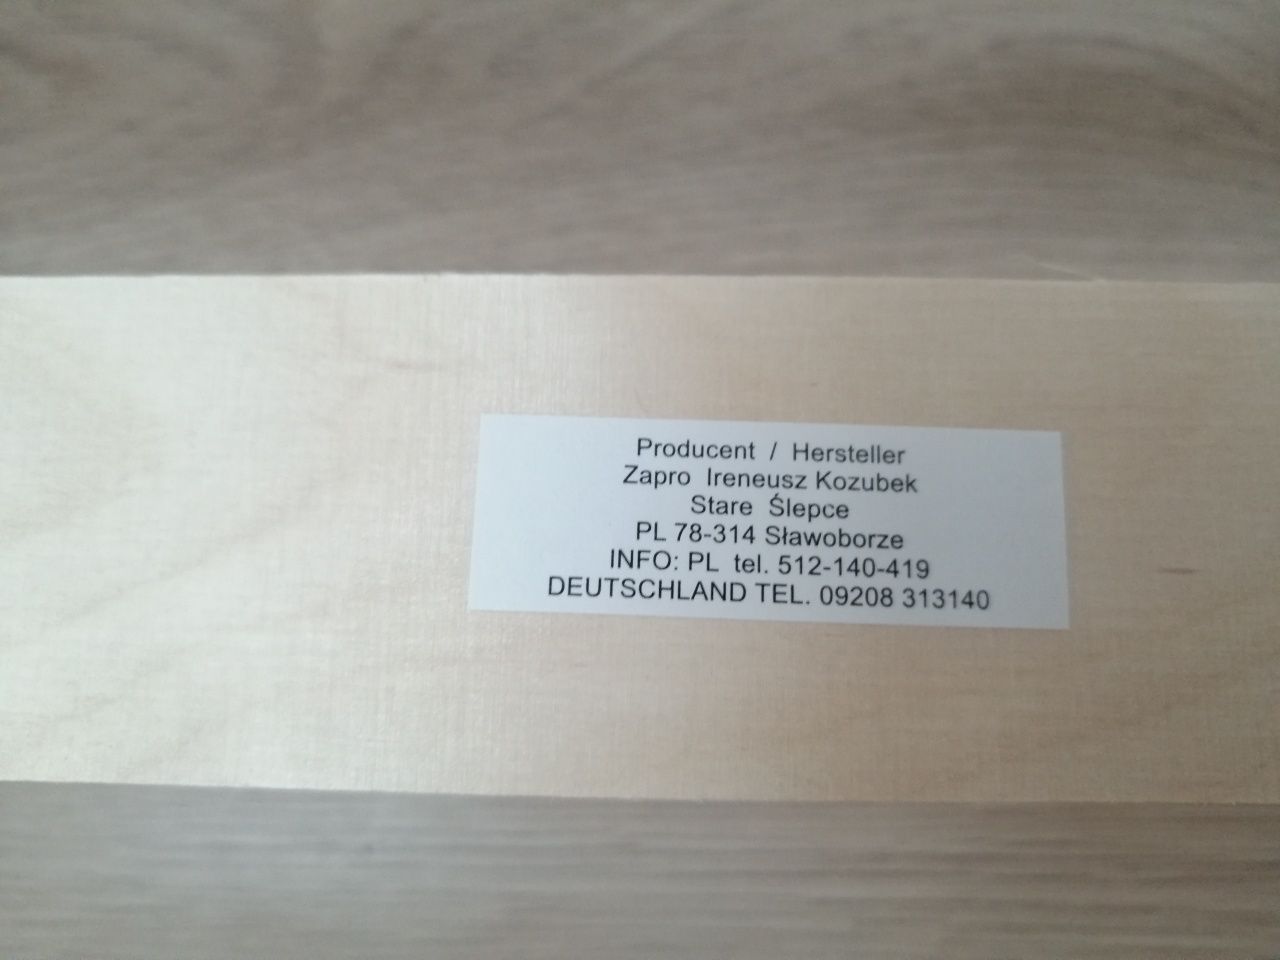 Producent / Hersteller
Zapro Ireneusz Kozubek
Stare Ślepce
PL 78-314 Sławoborze
INFO: PL tel. 512-140-419
DEUTSCHLAND TEL. 09208 313140